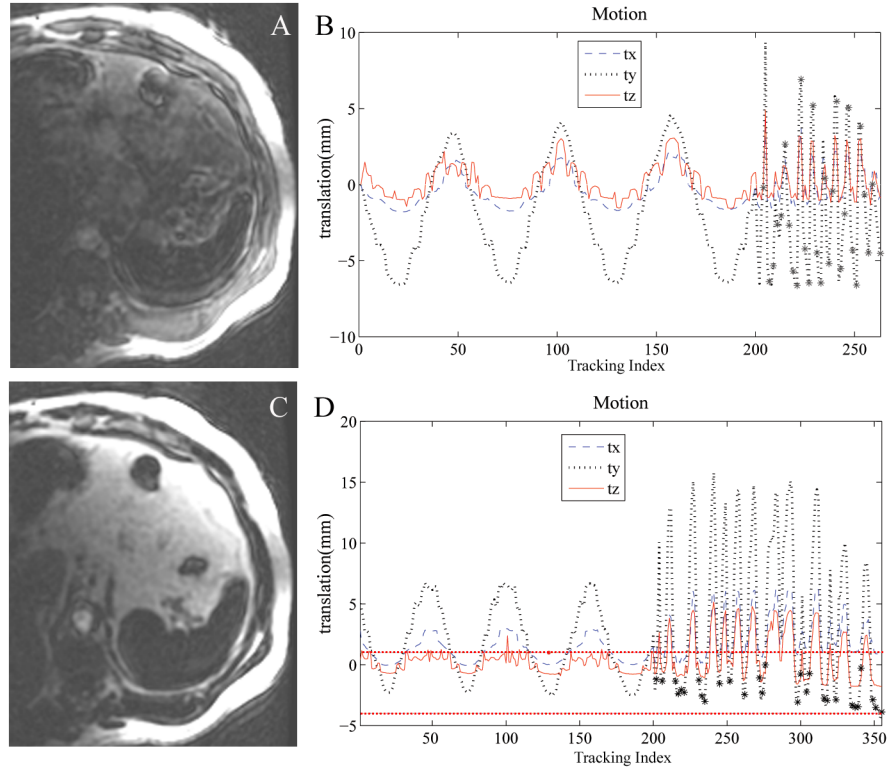 A
B
Motion
10
5
0
−5
−10
translation(mm)
tx
ty
tz
0
50
100
150
200
250
Tracking Index
C
D
Motion
20
15
10
5
0
−5
translation(mm)
tx
ty
tz
50
100
150
200
250
300
350
Tracking Index